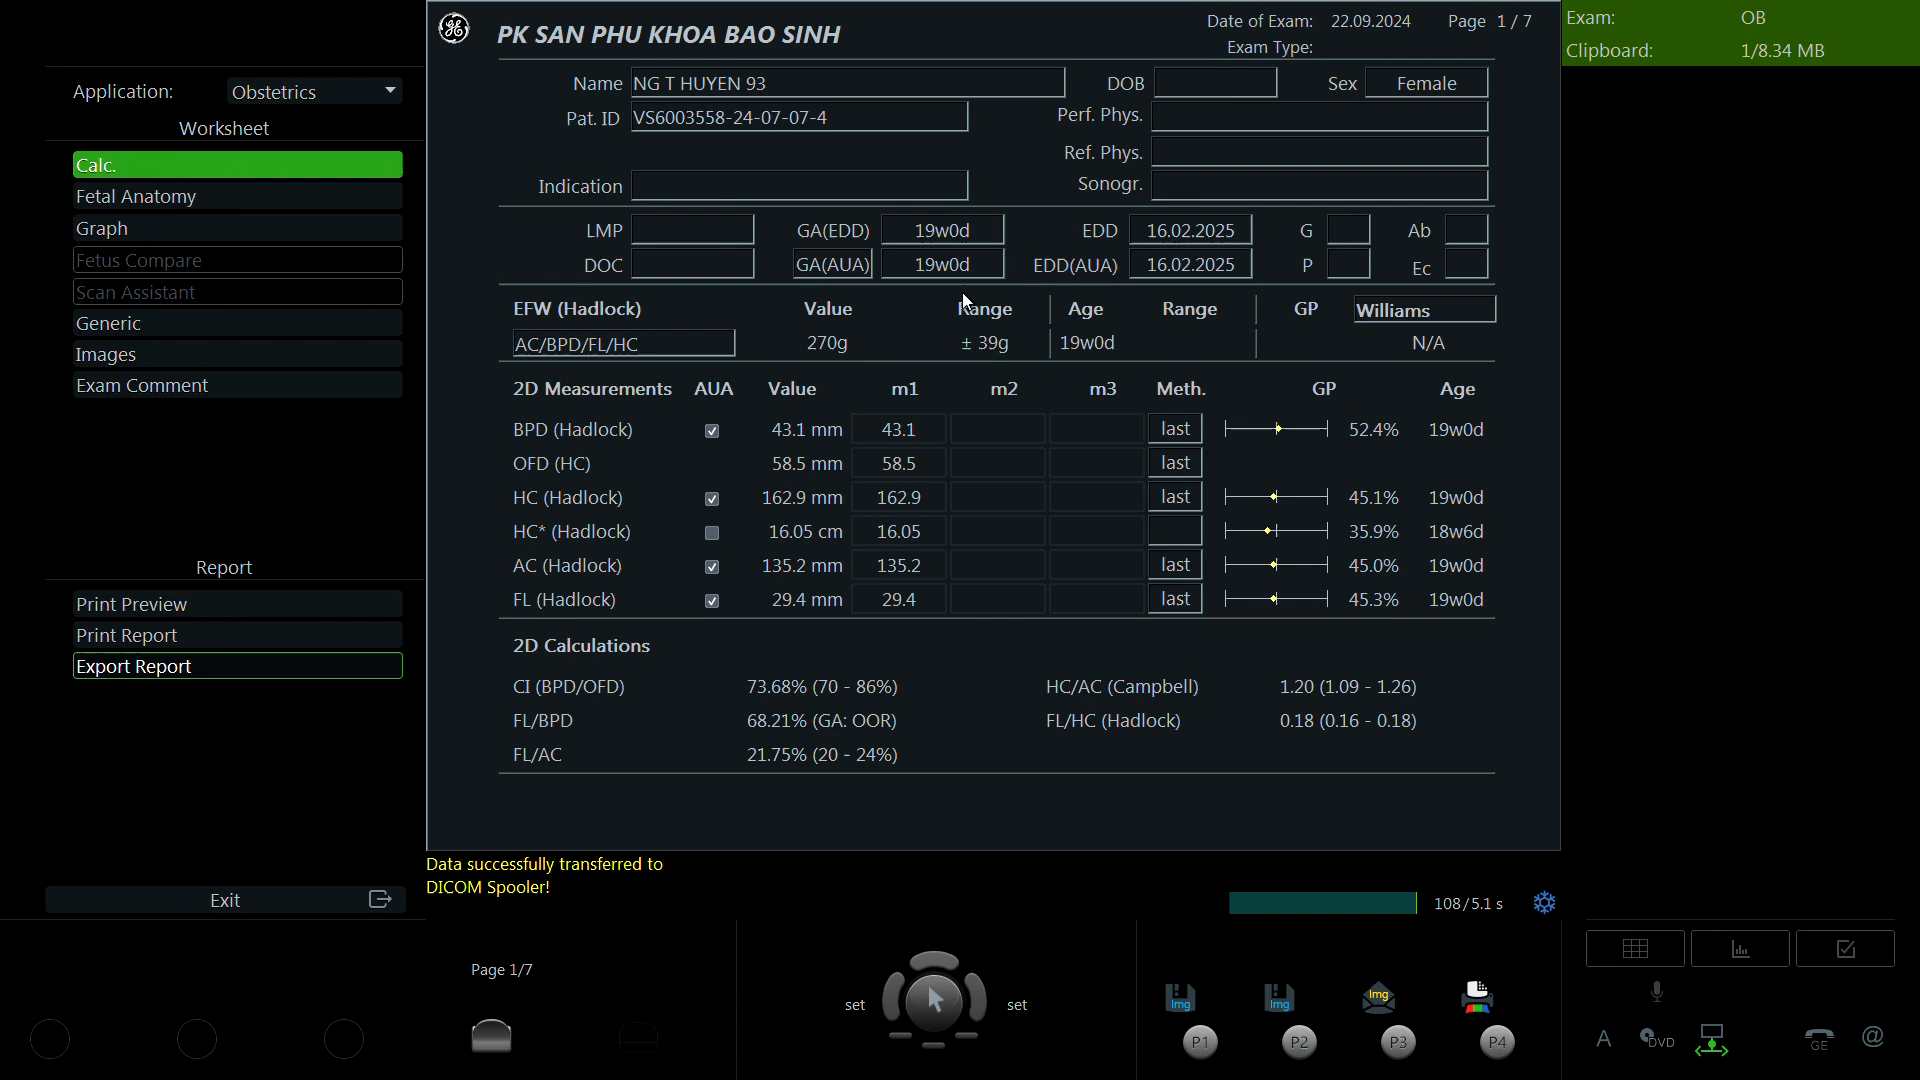 PK SAN PHU KHOA BAO SINH
Date of Exam: 22.09.2024 Page 1 / 7
Exam Type:
Exam: OB
Clipboard: 1/8.34 MB
Application: Obstetrics
Worksheet
Calc.
Fetal Anatomy
Graph
Fetus Compare
Scan Assistant
Generic
Images
Exam Comment
Report
Print Preview
Print Report
Export Report
Exit
Name NG T HUYEN 93 DOB Sex Female
Pat. ID VS6003558-24-07-07-4 Perf. Phys.
Ref. Phys.
Indication Sonogr.
LMP GA(EDD) 19w0d EDD 16.02.2025 G Ab
DOC GA(AUA) 19w0d EDD(AUA) 16.02.2025 P Ec
EFW (Hadlock) Value Range Age Range GP Williams
AC/BPD/FL/HC 270g ± 39g 19w0d N/A
2D Measurements AUA Value m1 m2 m3 Meth. GP Age
BPD (Hadlock) 43.1 mm 43.1 last 52.4% 19w0d
OFD (HC) 58.5 mm 58.5 last
HC (Hadlock) 162.9 mm 162.9 last 45.1% 19w0d
HC* (Hadlock) 16.05 cm 16.05 35.9% 18w6d
AC (Hadlock) 135.2 mm 135.2 last 45.0% 19w0d
FL (Hadlock) 29.4 mm 29.4 last 45.3% 19w0d
2D Calculations
CI (BPD/OFD) 73.68% (70 - 86%) HC/AC (Campbell) 1.20 (1.09 - 1.26)
FL/BPD 68.21% (GA: OOR) FL/HC (Hadlock) 0.18 (0.16 - 0.18)
FL/AC 21.75% (20 - 24%)
Data successfully transferred to
DICOM Spooler!
108/5.1 s
Page 1/7
set set
Img Img Img
P1 P2 P3 P4
A DVD GE @